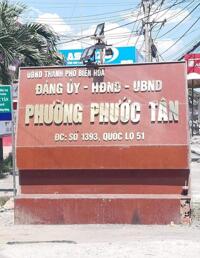 UBND THÀNH PHỐ BIÊN HÒA
ĐẢNG ỦY - HĐND - UBND
PHƯỜNG PHƯỚC TÂN
ĐC: SỐ 1393, QUỐC LỘ 51